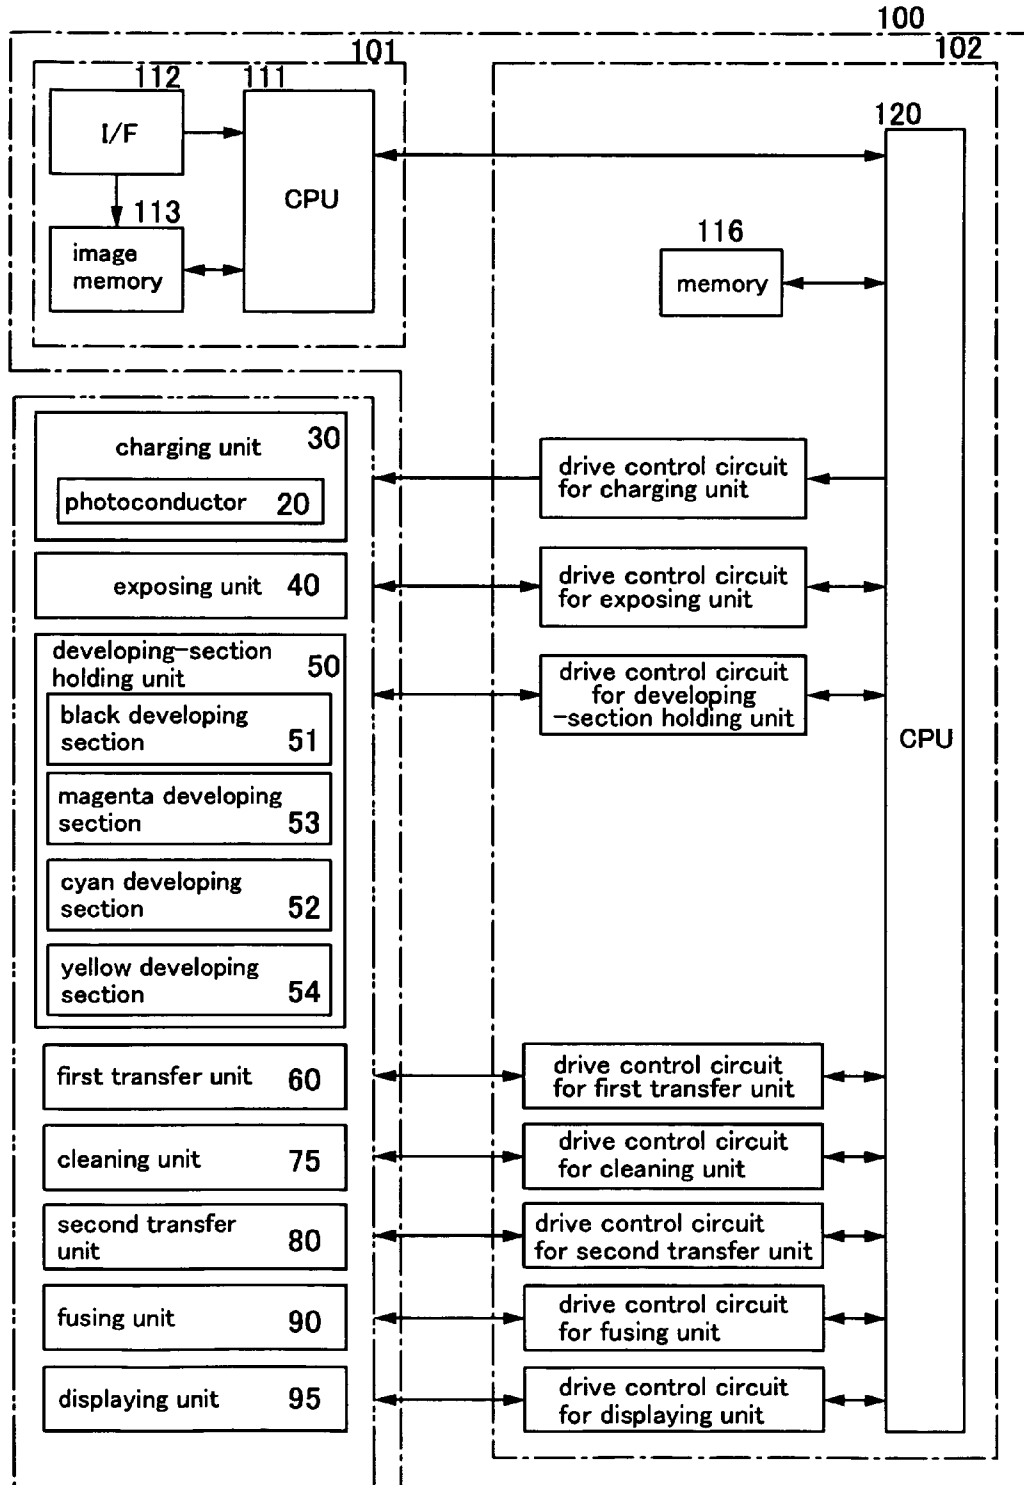 100
101
102
112
111
I/F
CPU
113
image
memory
120
116
memory
CPU
charging unit 30
photoconductor 20
exposing unit 40
developing-section
holding unit 50
black developing
section 51
magenta developing
section 53
cyan developing
section 52
yellow developing
section 54
first transfer unit 60
cleaning unit 75
second transfer
unit 80
fusing unit 90
displaying unit 95
drive control circuit
for charging unit
drive control circuit
for exposing unit
drive control circuit
for developing
-section holding unit
drive control circuit
for first transfer unit
drive control circuit
for cleaning unit
drive control circuit
for second transfer unit
drive control circuit
for fusing unit
drive control circuit
for displaying unit